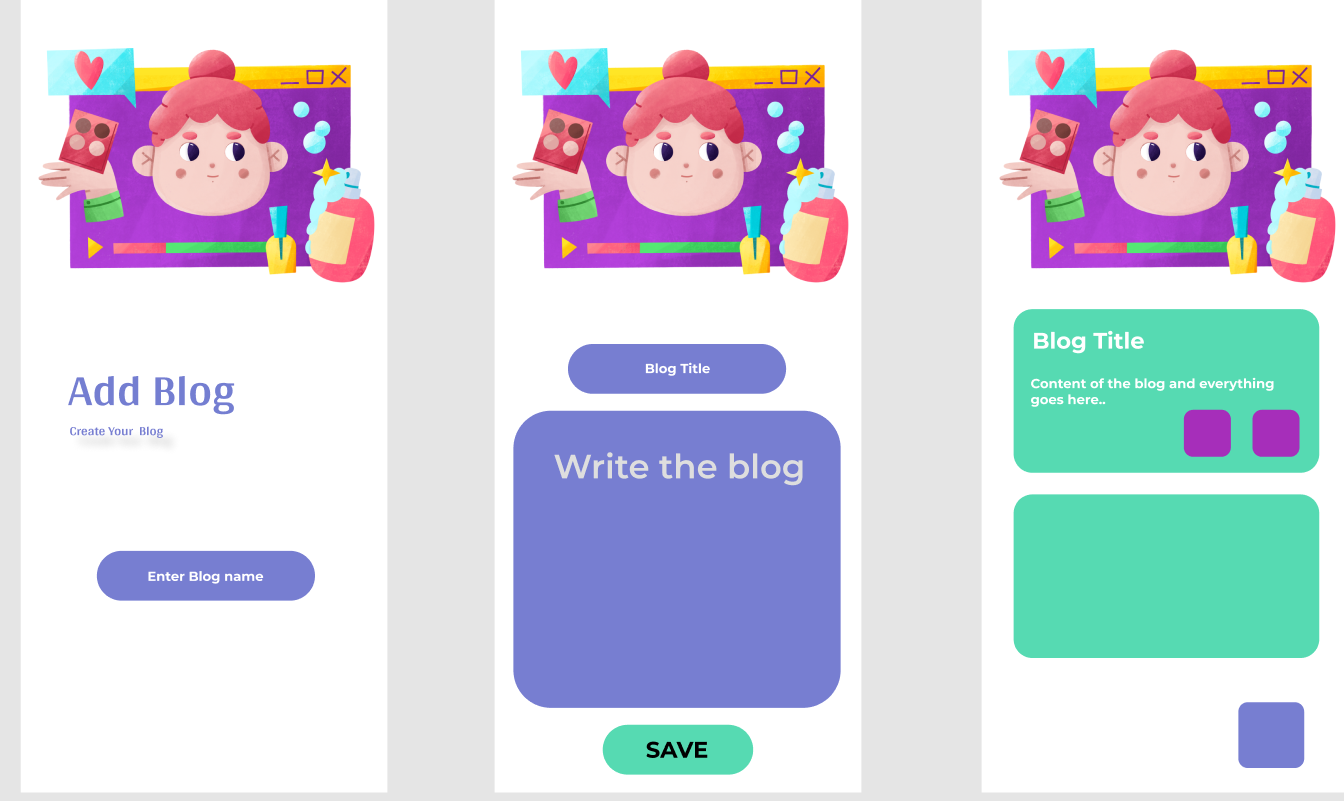 Add Blog
Create Your Blog
Enter Blog name
Blog Title
Write the blog
SAVE
Blog Title
Content of the blog and everything
goes here..